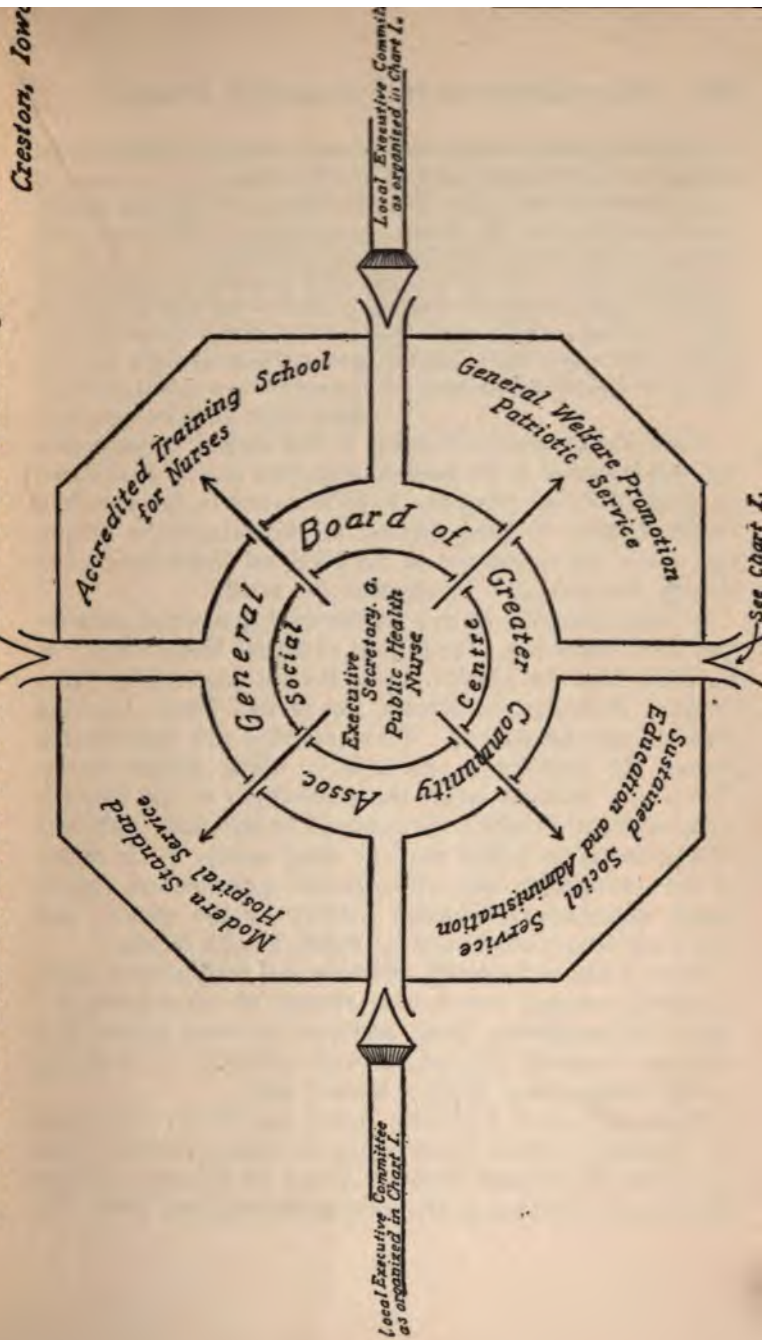 Creston,
Local Executive
as organized in Chart I.
Accredited Training School
for Nurses
General Welfare Promotion
Patriotic Service
General Board of Greater Community Assoc.
Social
Centre
Executive
Secretary. a.
Public Health
Nurse
Modern Standard
Hospital Service
Sustained
Social Service
Education and Administration
See Chart I.
Local Executive Committee
as organized in Chart I.